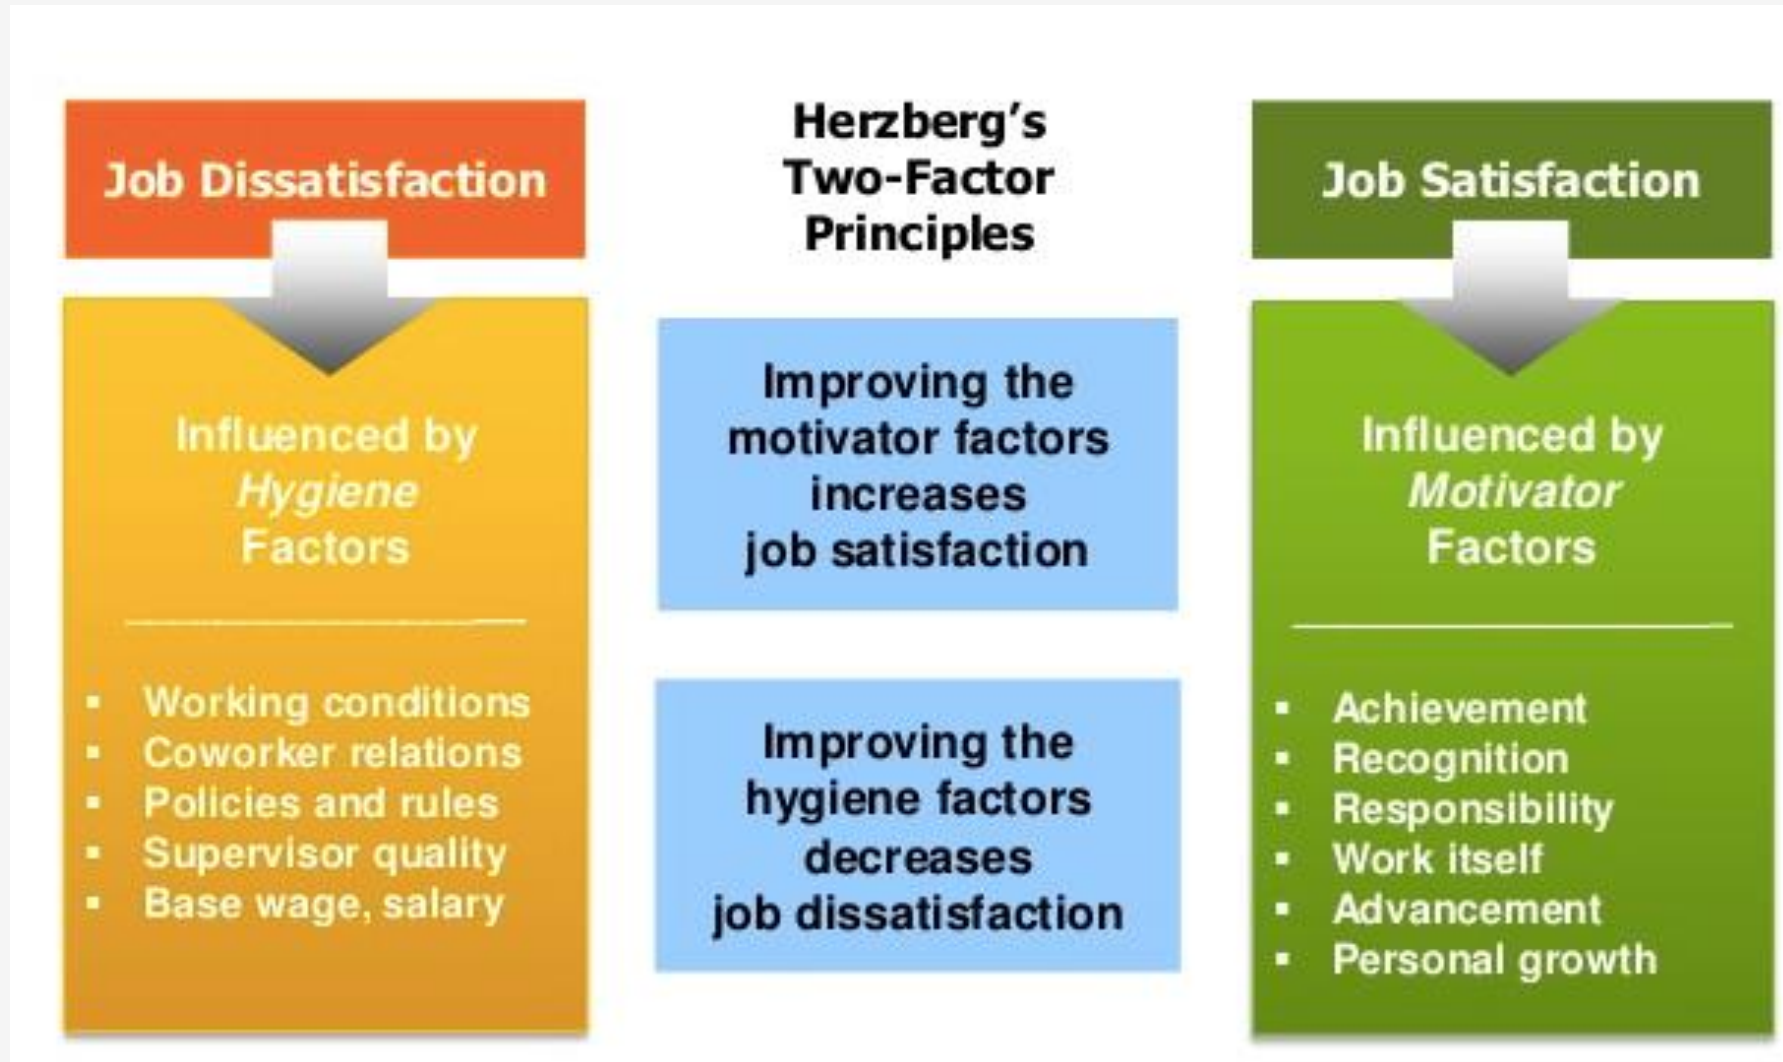 Job Dissatisfaction
Influenced by
Hygiene
Factors
Working conditions
Coworker relations
Policies and rules
Supervisor quality
Base wage, salary
Herzberg’s
Two-Factor
Principles
Improving the
motivator factors
increases
job satisfaction
Improving the
hygiene factors
decreases
job dissatisfaction
Job Satisfaction
Influenced by
Motivator
Factors
Achievement
Recognition
Responsibility
Work itself
Advancement
Personal growth